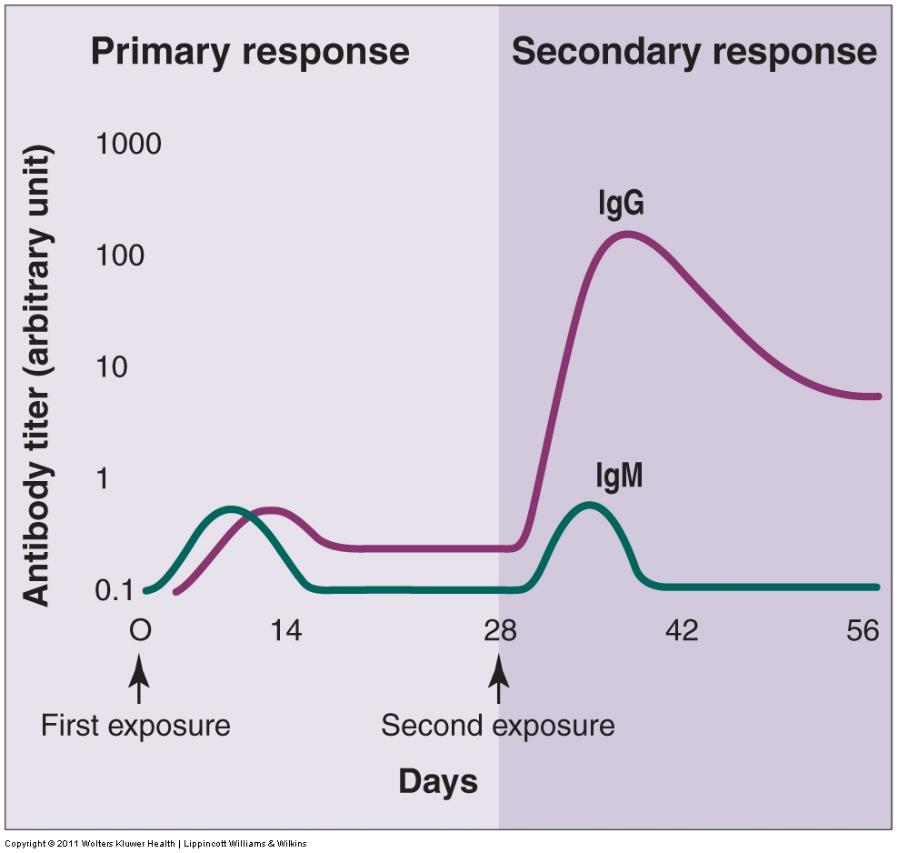 Primary response
Secondary response
Antibody titer (arbitrary unit)
1000
100
10
1
0.1
IgG
IgM
O 14 28 42 56
First exposure
Second exposure
Days
Copyright © 2011 Wolters Kluwer Health | Lippincott Williams & Wilkins